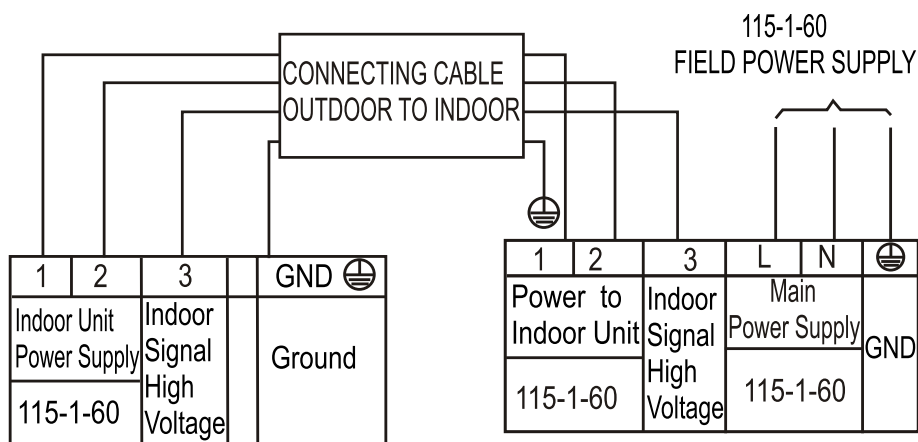 115-1-60
FIELD POWER SUPPLY
CONNECTING CABLE
OUTDOOR TO INDOOR
1 2 3 GND
Indoor Unit
Power Supply
115-1-60
Indoor
Signal
High
Voltage
Ground
1 2 3 L N
Power to
Indoor Unit
115-1-60
Indoor
Signal
High
Voltage
Main
Power Supply
115-1-60
GND